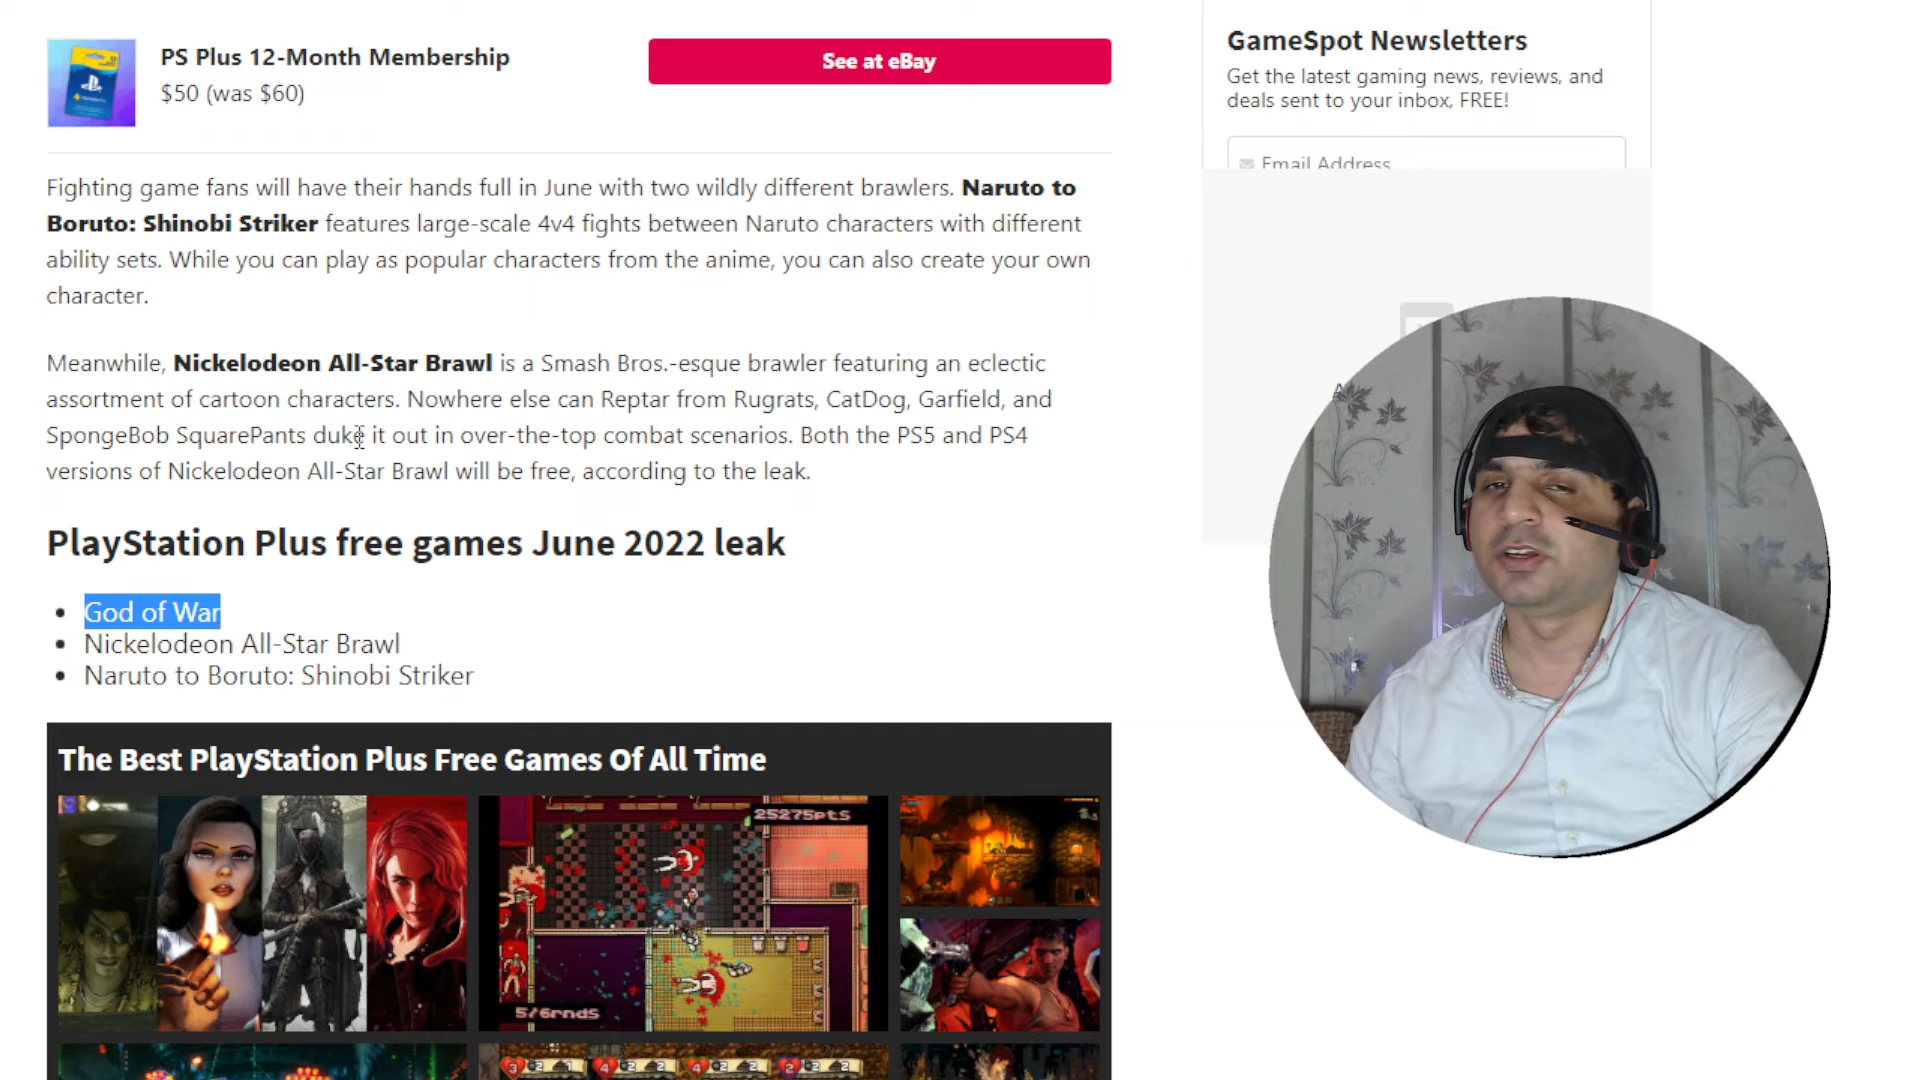 PS Plus 12-Month Membership
$50 (was $60)
See at eBay
GameSpot Newsletters
Get the latest gaming news, reviews, and
deals sent to your inbox, FREE!
Email Address
Fighting game fans will have their hands full in June with two wildly different brawlers. Naruto to
Boruto: Shinobi Striker features large-scale 4v4 fights between Naruto characters with different
ability sets. While you can play as popular characters from the anime, you can also create your own
character.
Meanwhile, Nickelodeon All-Star Brawl is a Smash Bros.-esque brawler featuring an eclectic
assortment of cartoon characters. Nowhere else can Reptar from Rugrats, CatDog, Garfield, and
SpongeBob SquarePants duke it out in over-the-top combat scenarios. Both the PS5 and PS4
versions of Nickelodeon All-Star Brawl will be free, according to the leak.
PlayStation Plus free games June 2022 leak
• God of War
• Nickelodeon All-Star Brawl
• Naruto to Boruto: Shinobi Striker
The Best PlayStation Plus Free Games Of All Time
25275pts
5/6rnds